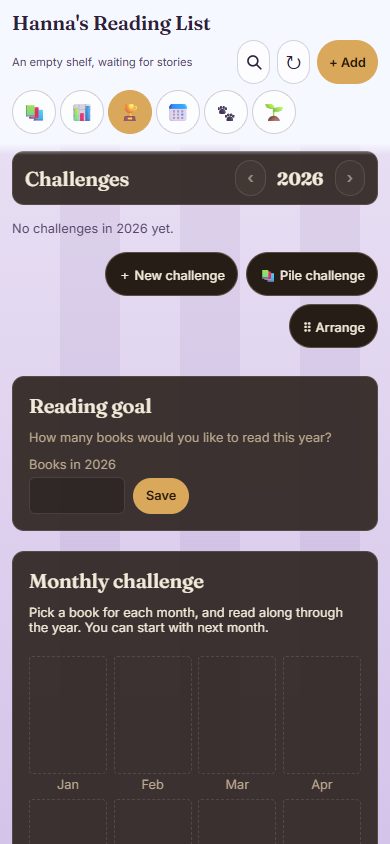 Hanna's Reading List
An empty shelf, waiting for stories
+ Add
Challenges
‹ 2026 ›
No challenges in 2026 yet.
+ New challenge
Pile challenge
Arrange
Reading goal
How many books would you like to read this year?
Books in 2026
Save
Monthly challenge
Pick a book for each month, and read along through
the year. You can start with next month.
Jan Feb Mar Apr